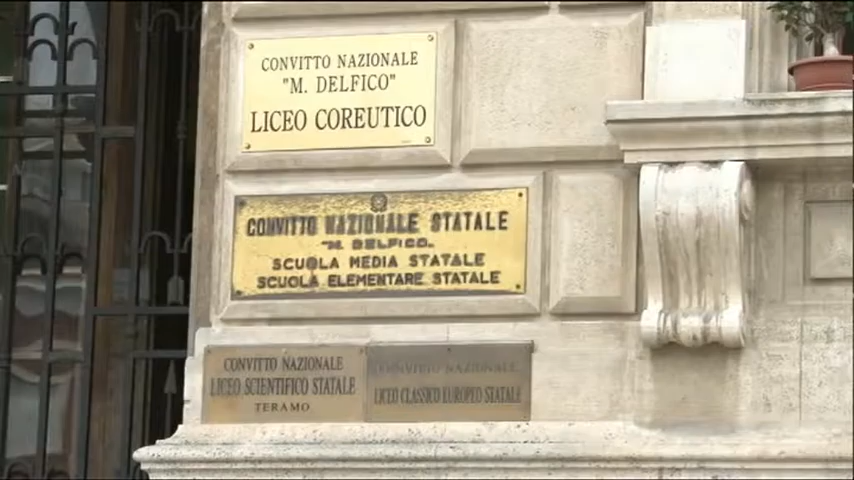 CONVITTO NAZIONALE
"M. DELFICO"
LICEO COREUTICO
CONVITTO NAZIONALE STATALE
"M. DELFICO"
SCUOLA MEDIA STATALE
SCUOLA ELEMENTARE STATALE
CONVITTO NAZIONALE
LICEO SCIENTIFICO STATALE
TERAMO
CONVITTO NAZIONALE
LICEO CLASSICO EUROPEO STATALE